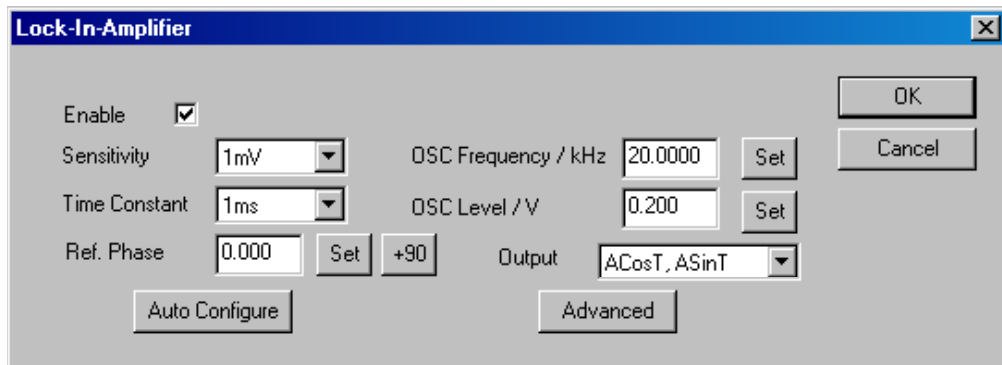 Lock-In-Amplifier
OK
Enable
Sensitivity 1mV OSC Frequency / kHz 20.0000 Set Cancel
Time Constant 1ms OSC Level / V 0.200 Set
Ref. Phase 0.000 Set +90 Output ACosT, ASinT
Auto Configure Advanced